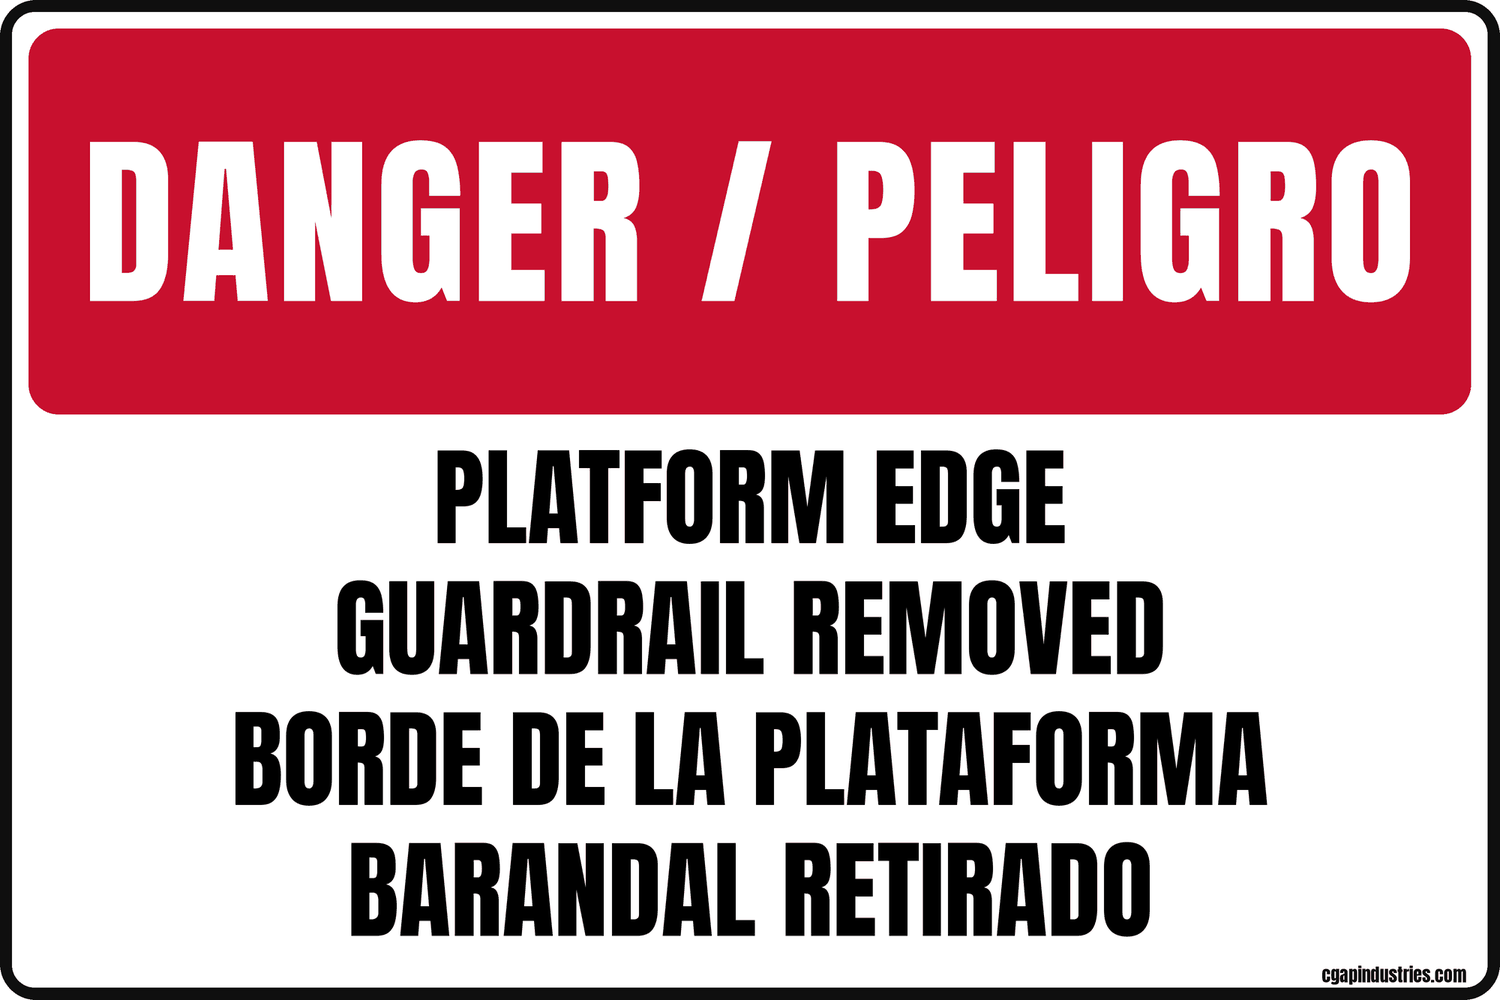 DANGER / PELIGRO
PLATFORM EDGE
GUARDRAIL REMOVED
BORDE DE LA PLATAFORMA
BARANDAL RETIRADO
cgapindustries.com